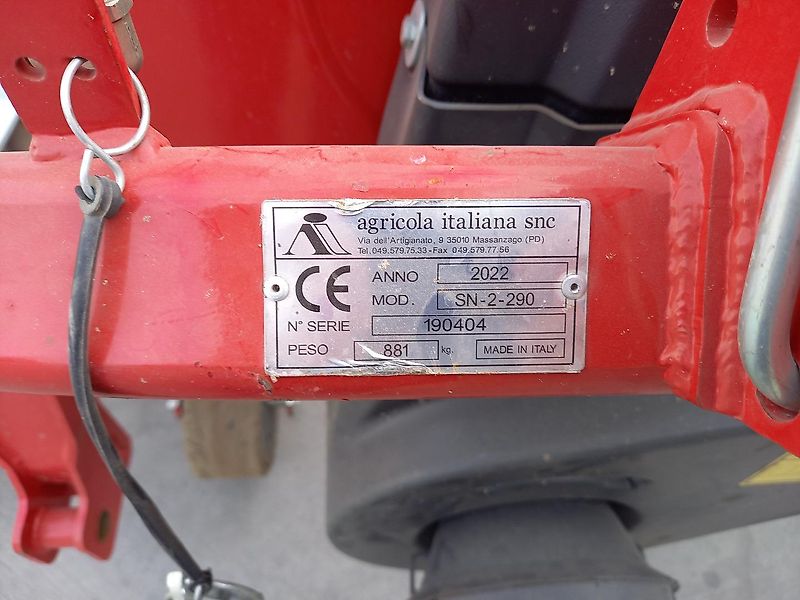 agricola italiana snc
Via dell'Artigianato, 9 35010 Massanzago (PD)
Tel.049.579.75.33-Fax 049.579.77.56
CE ANNO 2022
MOD. SN-2-290
N° SERIE 190404
PESO 881 kg. MADE IN ITALY